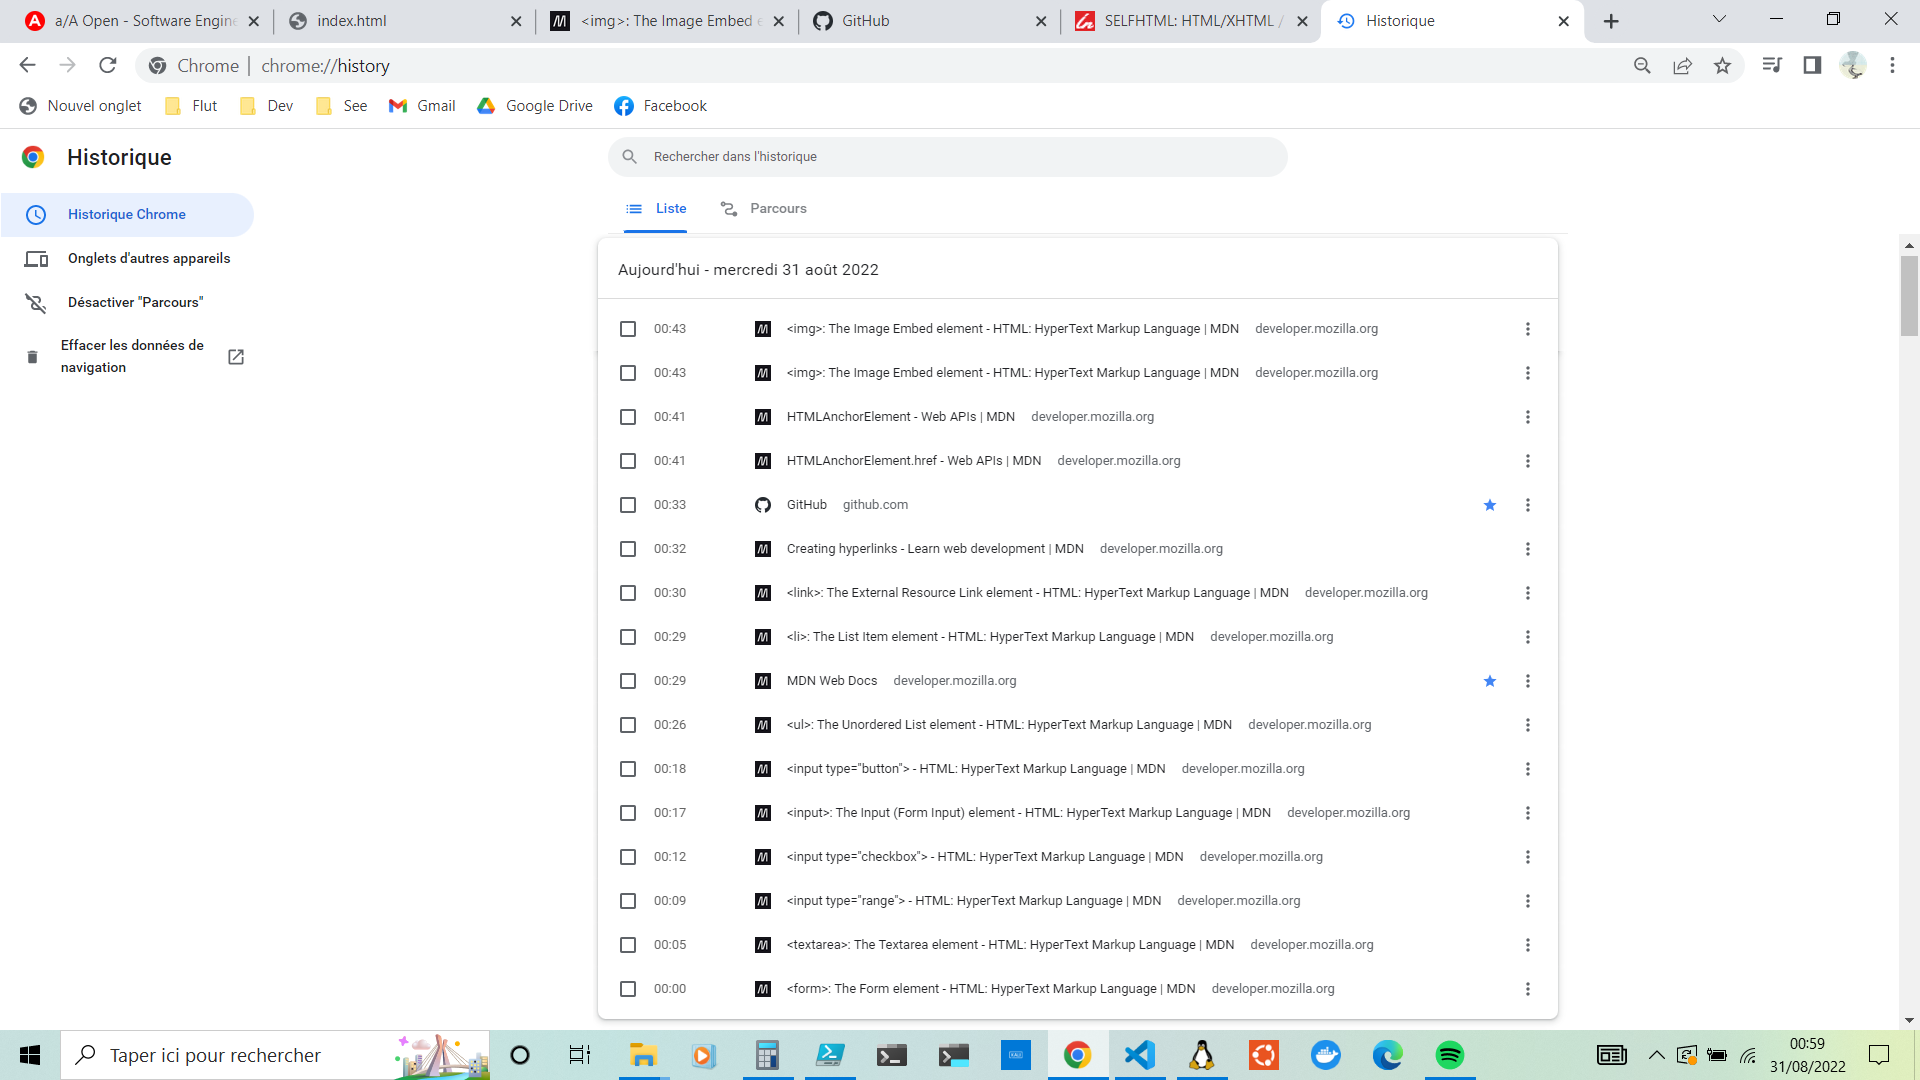 a/A Open - Software Engine
index.html
<img>: The Image Embed e
GitHub
SELFHTML: HTML/XHTML /
Historique
Chrome | chrome://history
Nouvel onglet
Flut
Dev
See
Gmail
Google Drive
Facebook
Historique
Rechercher dans l'historique
Historique Chrome
Onglets d'autres appareils
Désactiver "Parcours"
Effacer les données de
navigation
Liste
Parcours
Aujourd'hui - mercredi 31 août 2022
00:43 <img>: The Image Embed element - HTML: HyperText Markup Language | MDN developer.mozilla.org
00:43 <img>: The Image Embed element - HTML: HyperText Markup Language | MDN developer.mozilla.org
00:41 HTMLAnchorElement - Web APIs | MDN developer.mozilla.org
00:41 HTMLAnchorElement.href - Web APIs | MDN developer.mozilla.org
00:33 GitHub github.com
00:32 Creating hyperlinks - Learn web development | MDN developer.mozilla.org
00:30 <link>: The External Resource Link element - HTML: HyperText Markup Language | MDN developer.mozilla.org
00:29 <li>: The List Item element - HTML: HyperText Markup Language | MDN developer.mozilla.org
00:29 MDN Web Docs developer.mozilla.org
00:26 <ul>: The Unordered List element - HTML: HyperText Markup Language | MDN developer.mozilla.org
00:18 <input type="button"> - HTML: HyperText Markup Language | MDN developer.mozilla.org
00:17 <input>: The Input (Form Input) element - HTML: HyperText Markup Language | MDN developer.mozilla.org
00:12 <input type="checkbox"> - HTML: HyperText Markup Language | MDN developer.mozilla.org
00:09 <input type="range"> - HTML: HyperText Markup Language | MDN developer.mozilla.org
00:05 <textarea>: The Textarea element - HTML: HyperText Markup Language | MDN developer.mozilla.org
00:00 <form>: The Form element - HTML: HyperText Markup Language | MDN developer.mozilla.org
Taper ici pour rechercher
00:59
31/08/2022